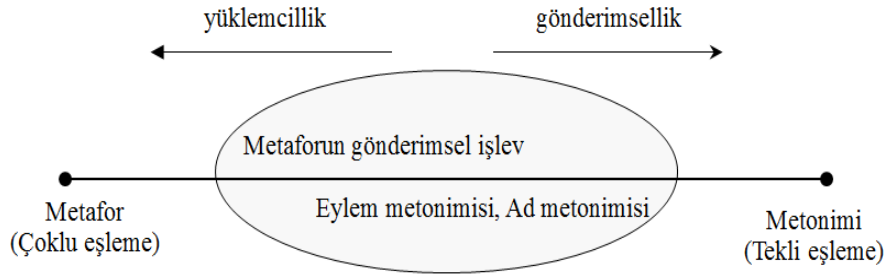 yüklemcillik
gönderimsellik
Metaforun gönderimsel işlev
Eylem metonimisi, Ad metonimisi
Metafor
(Çoklu eşleme)
Metonimi
(Tekli eşleme)